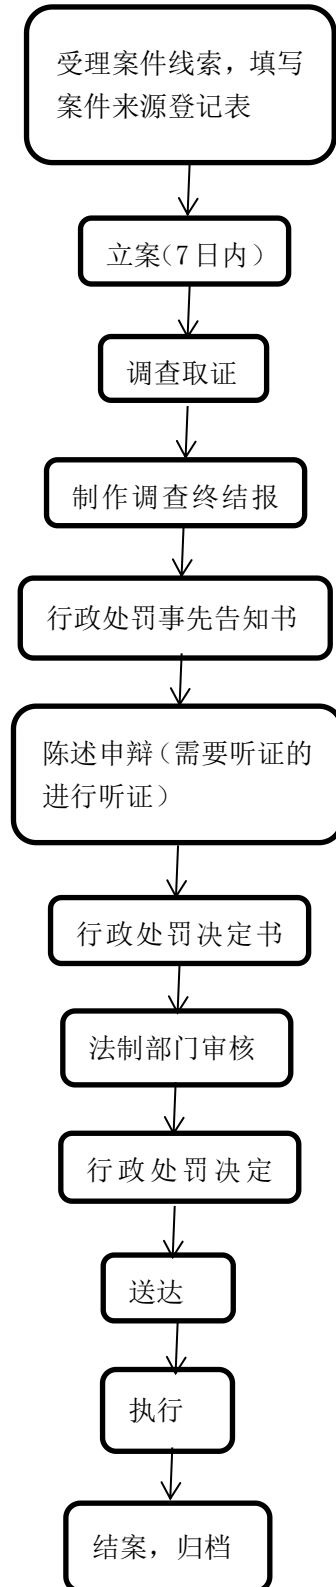 受理案件线索，填写
案件来源登记表
立案（7日内）
调查取证
制作调查终结报
行政处罚事先告知书
陈述申辩（需要听证的
进行听证）
行政处罚决定书
法制部门审核
行政处罚决定
送达
执行
结案，归档